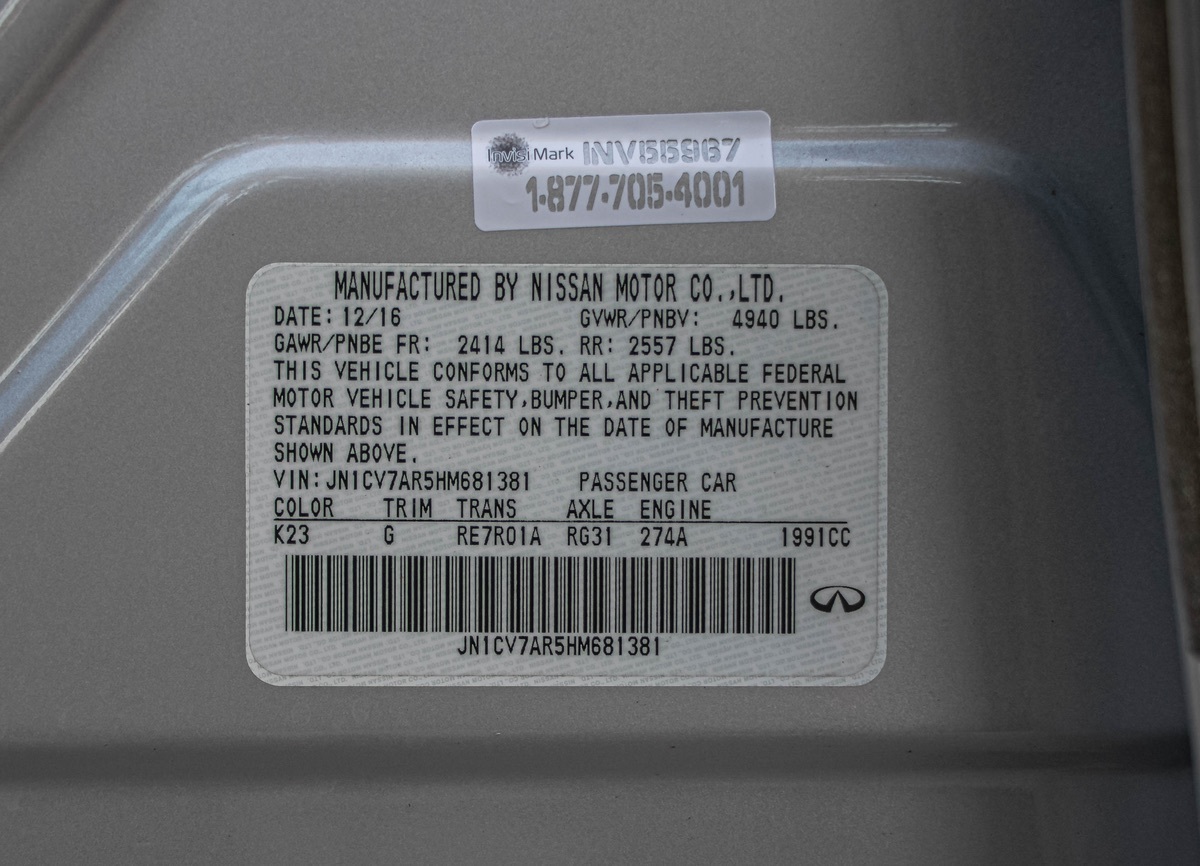 InvisiMark INV55967
1-877-705-4001
MANUFACTURED BY NISSAN MOTOR CO.,LTD.
DATE: 12/16 GVWR/PNBV: 4940 LBS.
GAWR/PNBE FR: 2414 LBS. RR: 2557 LBS.
THIS VEHICLE CONFORMS TO ALL APPLICABLE FEDERAL
MOTOR VEHICLE SAFETY,BUMPER,AND THEFT PREVENTION
STANDARDS IN EFFECT ON THE DATE OF MANUFACTURE
SHOWN ABOVE.
VIN: JN1CV7AR5HM681381 PASSENGER CAR
COLOR TRIM TRANS AXLE ENGINE
K23 G RE7R01A RG31 274A 1991CC
JN1CV7AR5HM681381